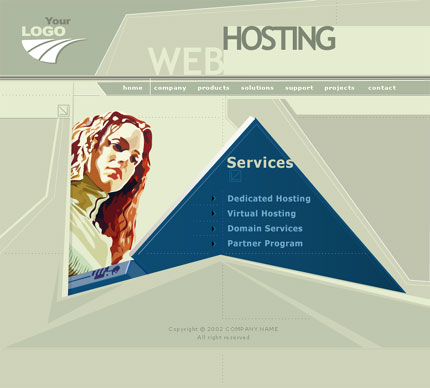 Your
LOGO
WEB HOSTING
home company products solutions support projects contact
Services
Dedicated Hosting
Virtual Hosting
Domain Services
Partner Program
Copyright © 2002 COMPANY NAME
All right reserved